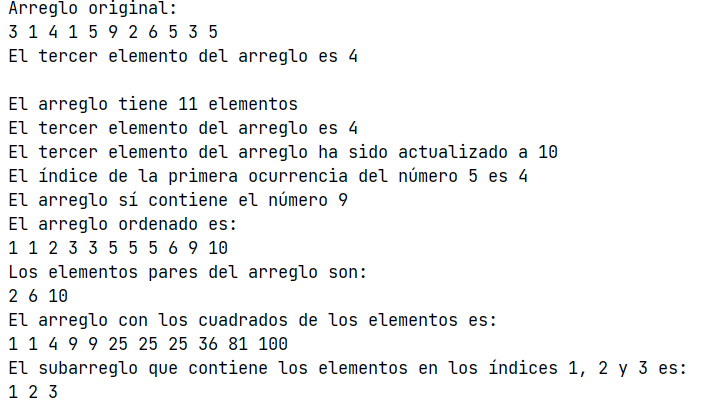 Arreglo original:
3 1 4 1 5 9 2 6 5 3 5
El tercer elemento del arreglo es 4
El arreglo tiene 11 elementos
El tercer elemento del arreglo es 4
El tercer elemento del arreglo ha sido actualizado a 10
El índice de la primera ocurrencia del número 5 es 4
El arreglo sí contiene el número 9
El arreglo ordenado es:
1 1 2 3 3 5 5 5 6 9 10
Los elementos pares del arreglo son:
2 6 10
El arreglo con los cuadrados de los elementos es:
1 1 4 9 9 25 25 25 36 81 100
El subarreglo que contiene los elementos en los índices 1, 2 y 3 es:
1 2 3